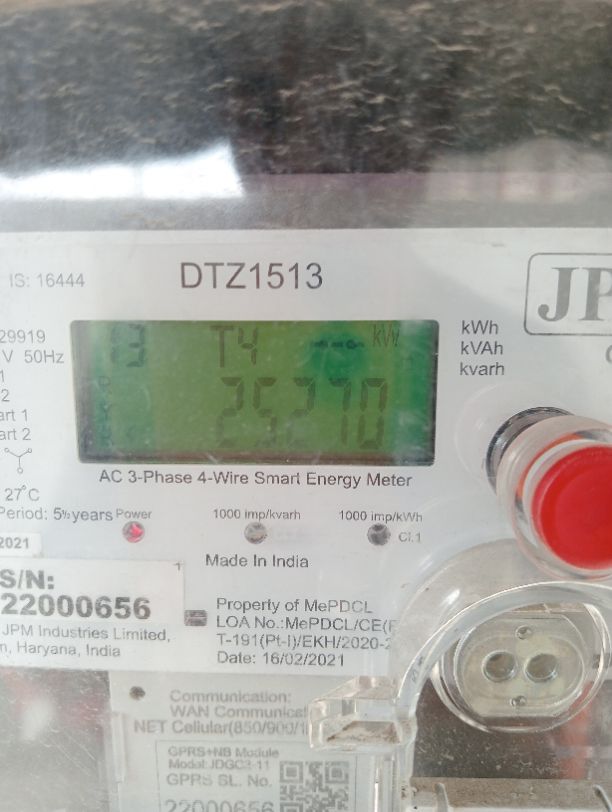 IS: 16444
DTZ1513
JP
29919
V 50Hz
1
2
art 1
art 2
27°C
Period: 5½ years
2021
T4
kW
25270
kWh
kVAh
kvarh
AC 3-Phase 4-Wire Smart Energy Meter
Power
1000 imp/kvarh
1000 imp/kWh
Cl.1
Made In India
S/N:
22000656
JPM Industries Limited,
n, Haryana, India
Property of MePDCL
LOA No.:MePDCL/CE(
T-191(Pt-I)/EKH/2020-2
Date: 16/02/2021
Communication:
WAN Communicat
NET Cellular(850/900/1
GPRS+NB Module
Model: JDGC3-11
GPRS SL. No.
22000656